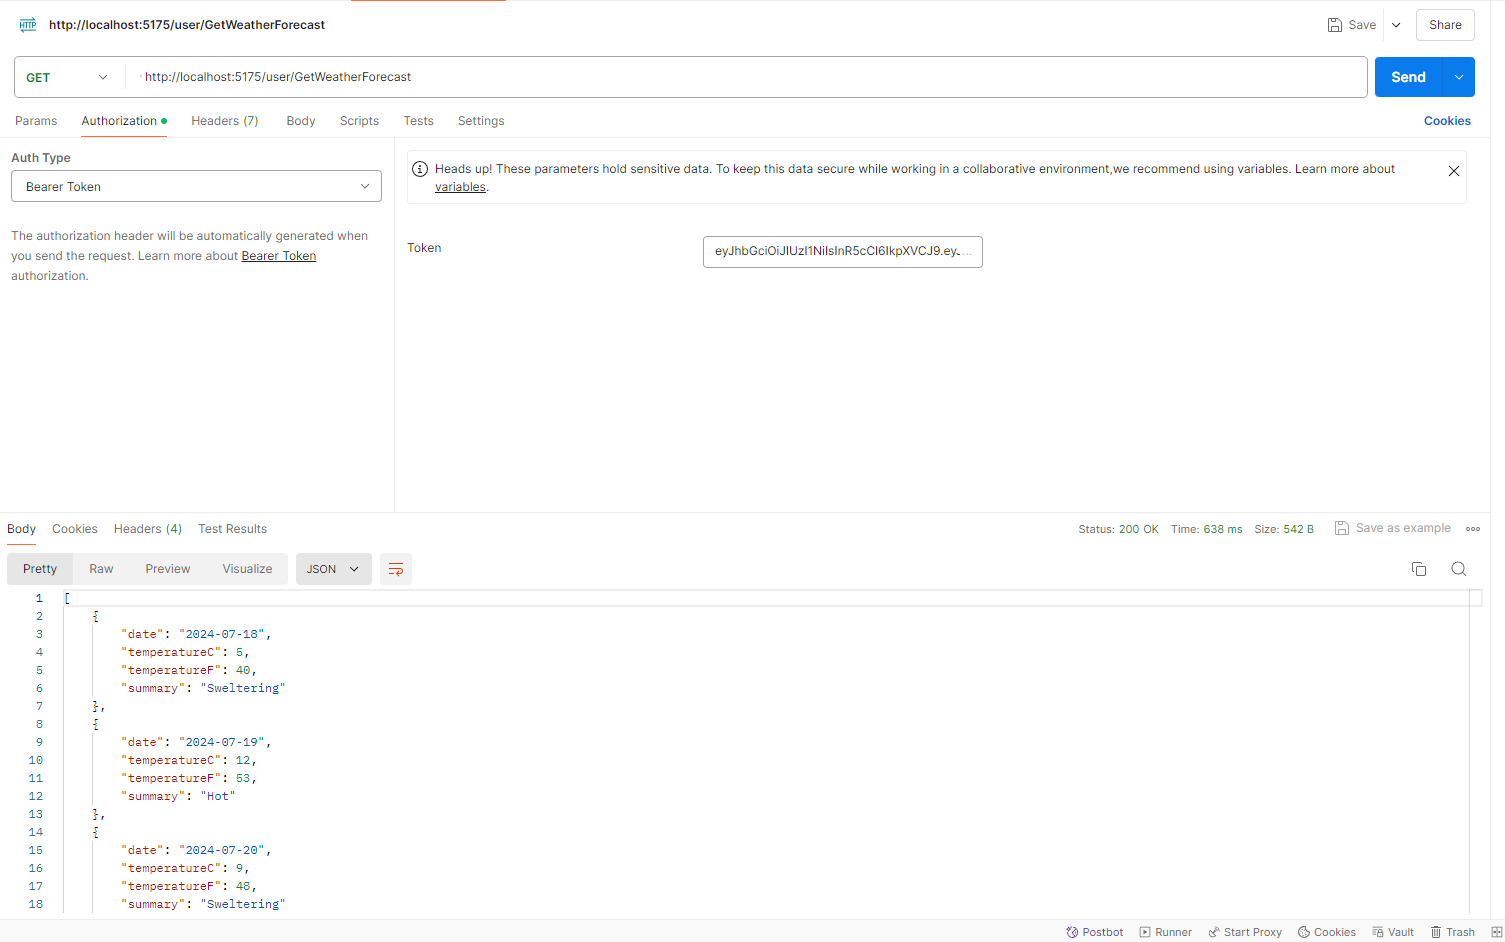 HTTP http://localhost:5175/user/GetWeatherForecast Save Share
GET http://localhost:5175/user/GetWeatherForecast Send
Params Authorization Headers (7) Body Scripts Tests Settings Cookies
Auth Type
Bearer Token
The authorization header will be automatically generated when
you send the request. Learn more about Bearer Token
authorization.
Heads up! These parameters hold sensitive data. To keep this data secure while working in a collaborative environment,we recommend using variables. Learn more about
variables.
Token eyJhbGciOiJIUzI1NiIsInR5cCI6IkpXVCJ9.eyJ...
Body Cookies Headers (4) Test Results Status: 200 OK Time: 638 ms Size: 542 B Save as example
Pretty Raw Preview Visualize JSON
1 [
2 {
3 "date": "2024-07-18",
4 "temperatureC": 5,
5 "temperatureF": 40,
6 "summary": "Sweltering"
7 },
8 {
9 "date": "2024-07-19",
10 "temperatureC": 12,
11 "temperatureF": 53,
12 "summary": "Hot"
13 },
14 {
15 "date": "2024-07-20",
16 "temperatureC": 9,
17 "temperatureF": 48,
18 "summary": "Sweltering"
Postbot Runner Start Proxy Cookies Vault Trash